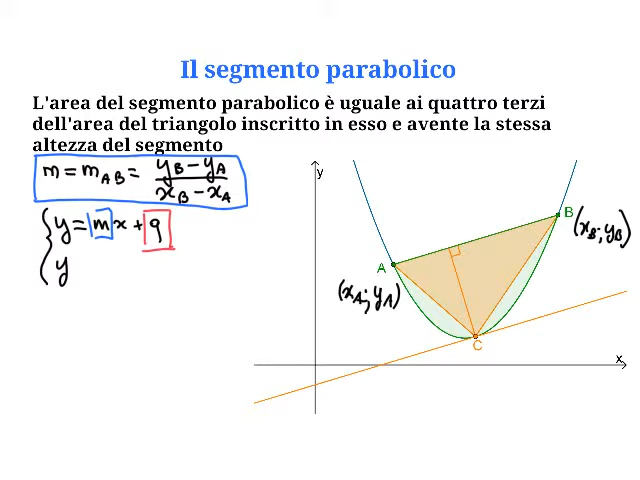 Il segmento parabolico
L'area del segmento parabolico è uguale ai quattro terzi
dell'area del triangolo inscritto in esso e avente la stessa
altezza del segmento
m = m_AB = (y_B - y_A) / (x_B - x_A)
y = mx + q
y
y
B
(x_B; y_B)
A
(x_A; y_A)
C
x